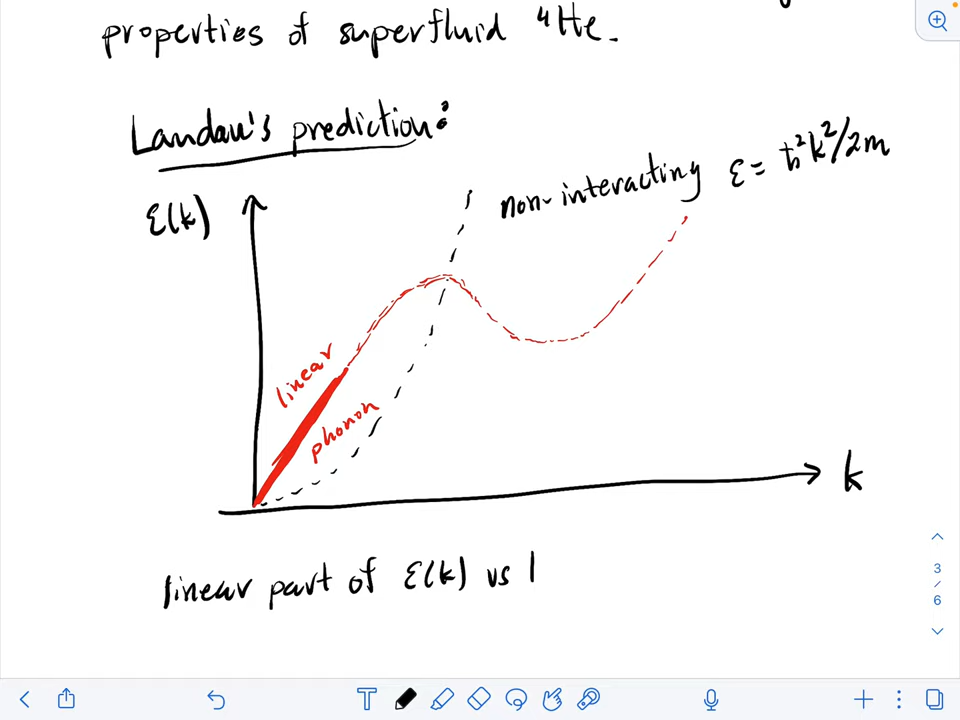 properties of superfluid ⁴He.
Landau's prediction:
ε(k)
non-interacting ε = ħ²k²/2m
linear
phonon
k
linear part of ε(k) vs
3
/
6
T